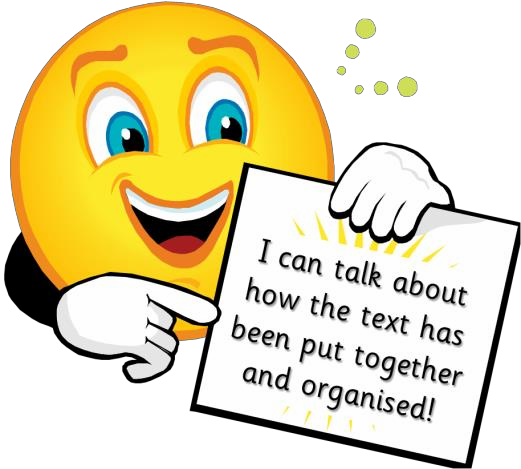 I can talk about
how the text has
been put together
and organised!